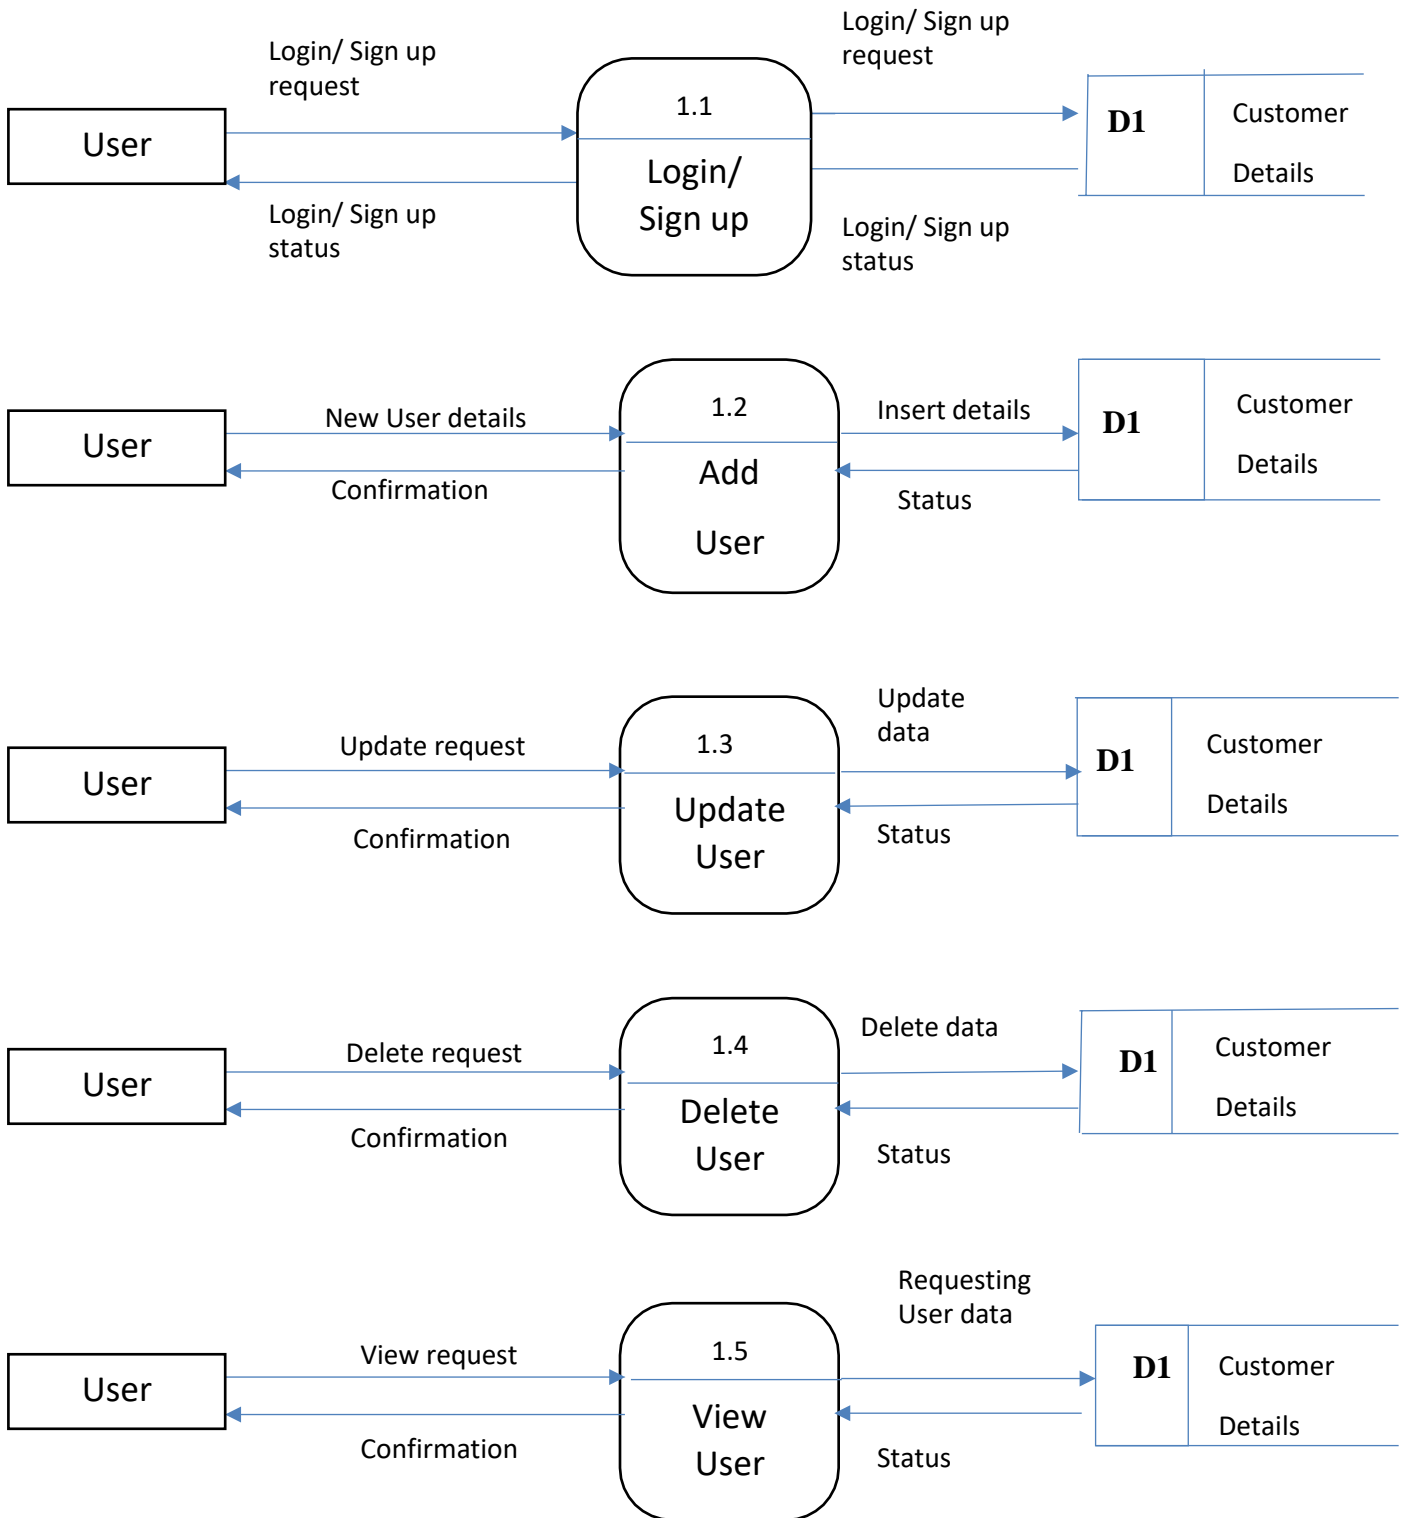 Login/ Sign up
request
Login/ Sign up
request
User
1.1
Login/
Sign up
D1
Customer
Details
Login/ Sign up
status
Login/ Sign up
status
User
New User details
Confirmation
1.2
Add
User
Insert details
Status
D1
Customer
Details
User
Update request
Confirmation
1.3
Update
User
Update
data
Status
D1
Customer
Details
User
Delete request
Confirmation
1.4
Delete
User
Delete data
Status
D1
Customer
Details
User
View request
Confirmation
1.5
View
User
Requesting
User data
Status
D1
Customer
Details